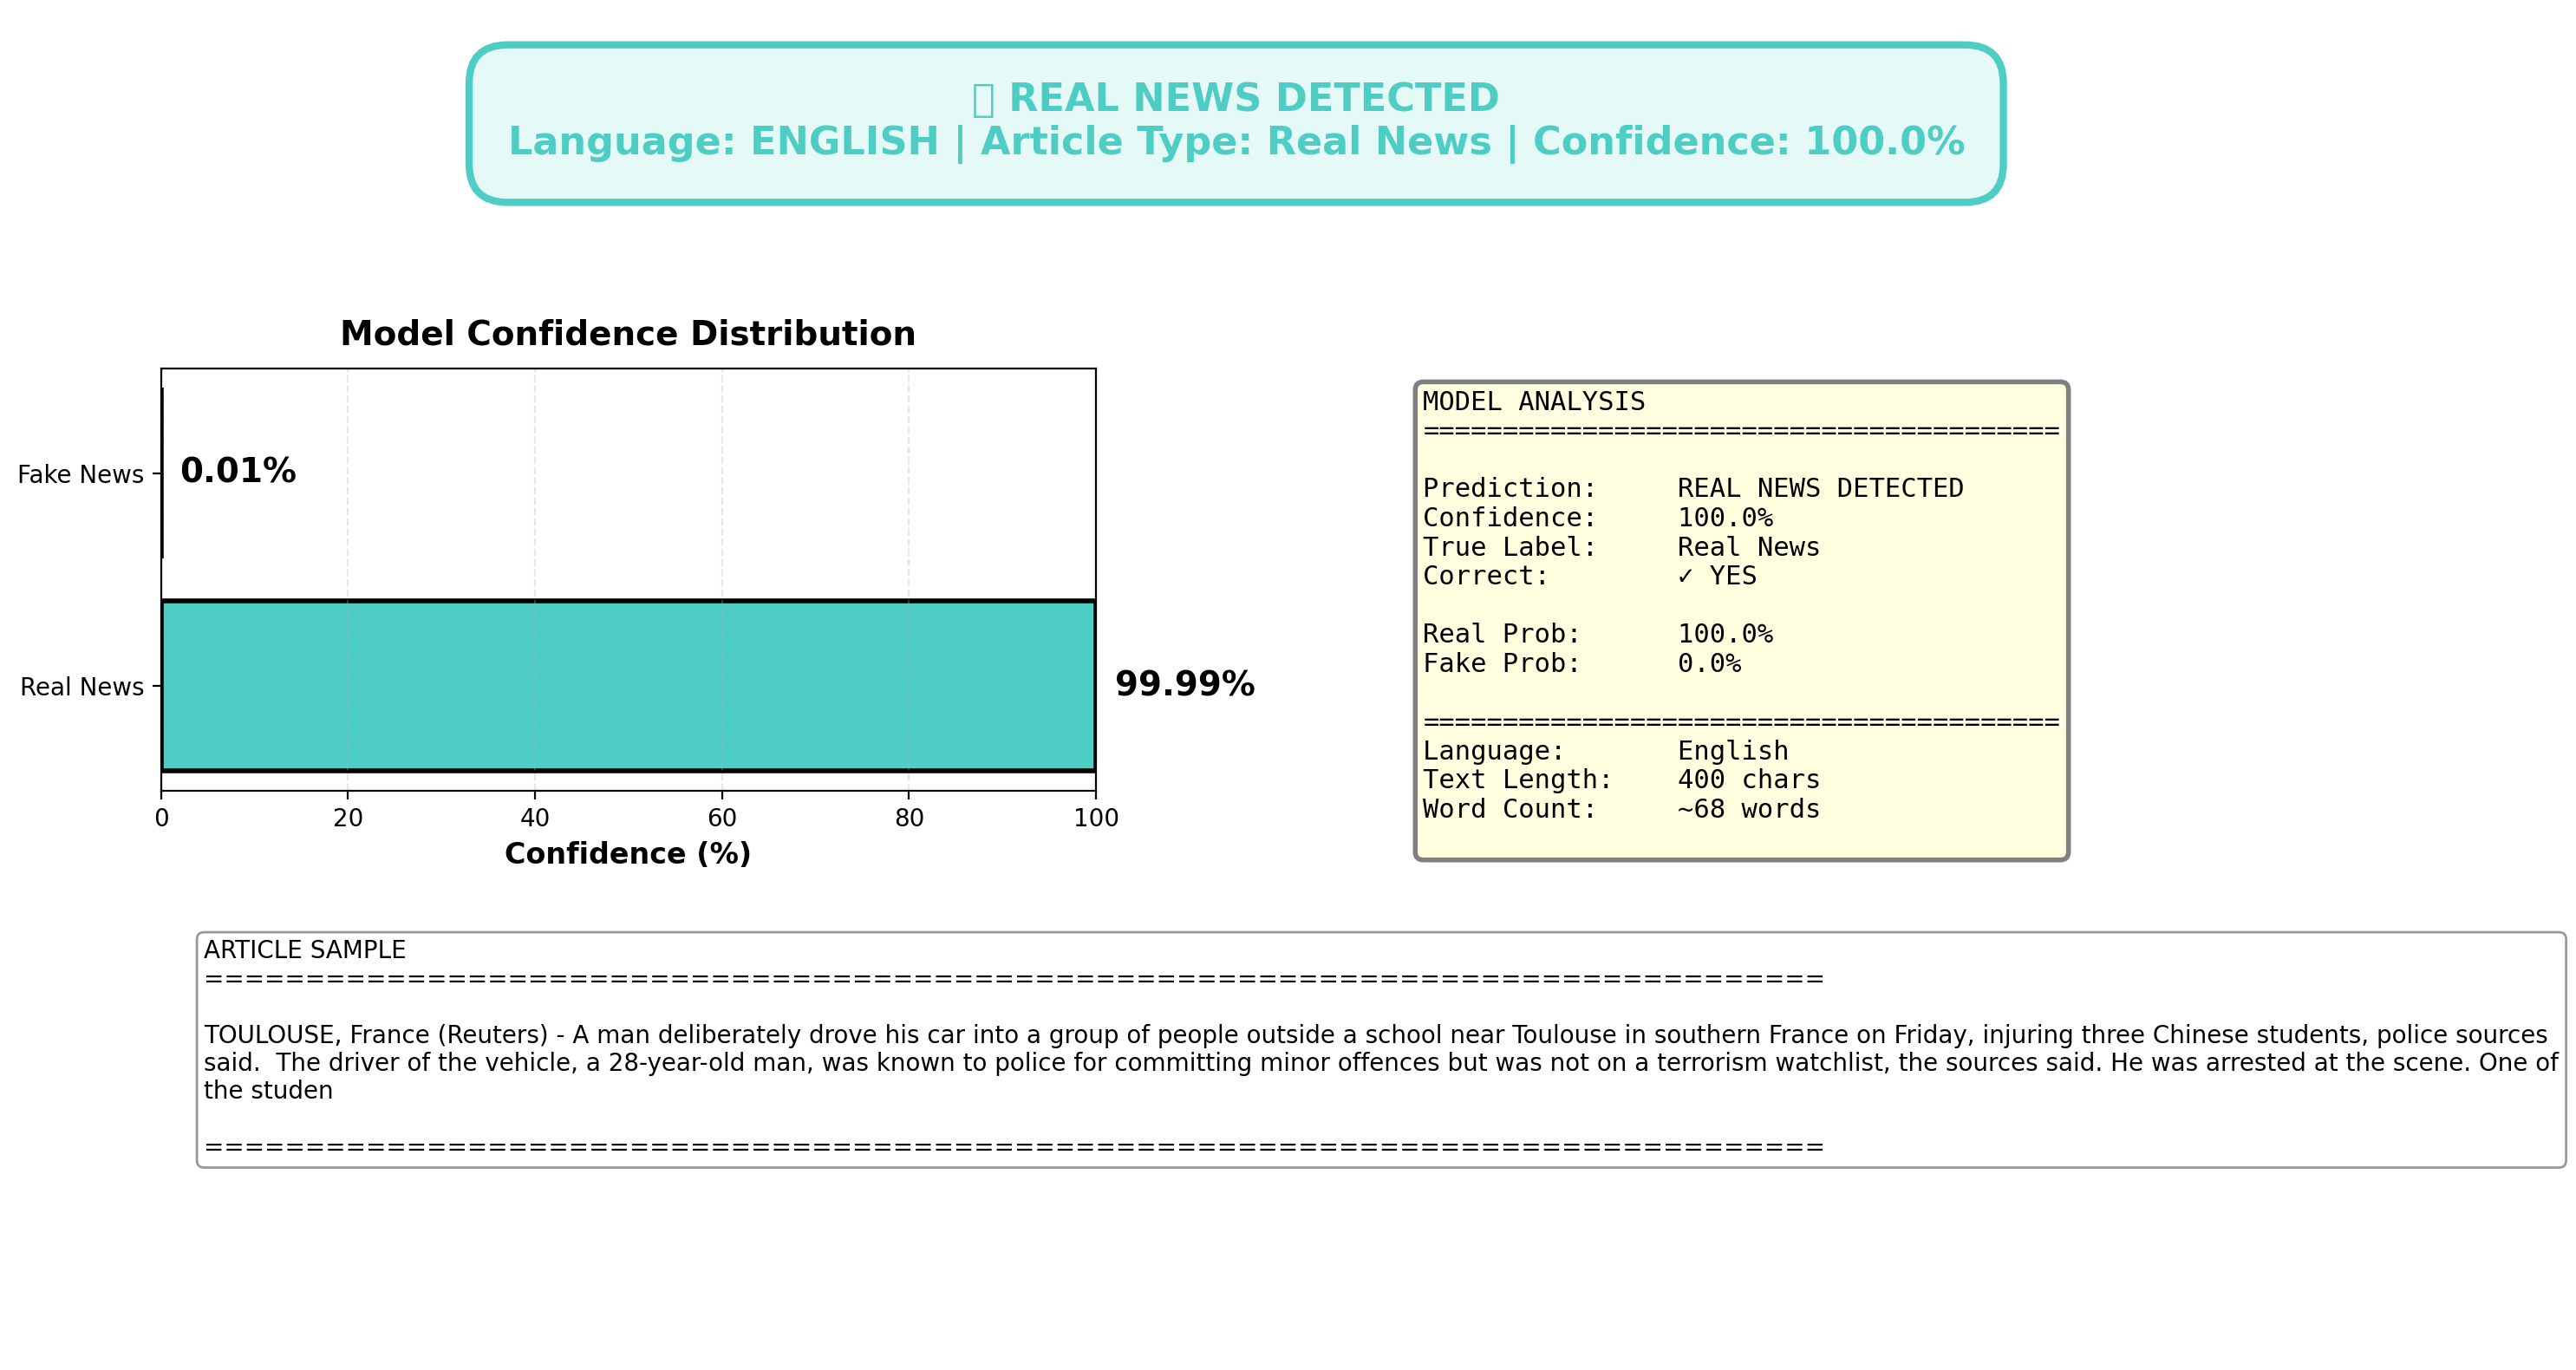 REAL NEWS DETECTED
Language: ENGLISH | Article Type: Real News | Confidence: 100.0%
Model Confidence Distribution
Fake News
0.01%
Real News
99.99%
0 20 40 60 80 100
Confidence (%)
MODEL ANALYSIS
========================================
Prediction: REAL NEWS DETECTED
Confidence: 100.0%
True Label: Real News
Correct: ✓ YES
Real Prob: 100.0%
Fake Prob: 0.0%
========================================
Language: English
Text Length: 400 chars
Word Count: ~68 words
ARTICLE SAMPLE
================================================================================
TOULOUSE, France (Reuters) - A man deliberately drove his car into a group of people outside a school near Toulouse in southern France on Friday, injuring three Chinese students, police sources
said.  The driver of the vehicle, a 28-year-old man, was known to police for committing minor offences but was not on a terrorism watchlist, the sources said. He was arrested at the scene. One of
the studen
================================================================================